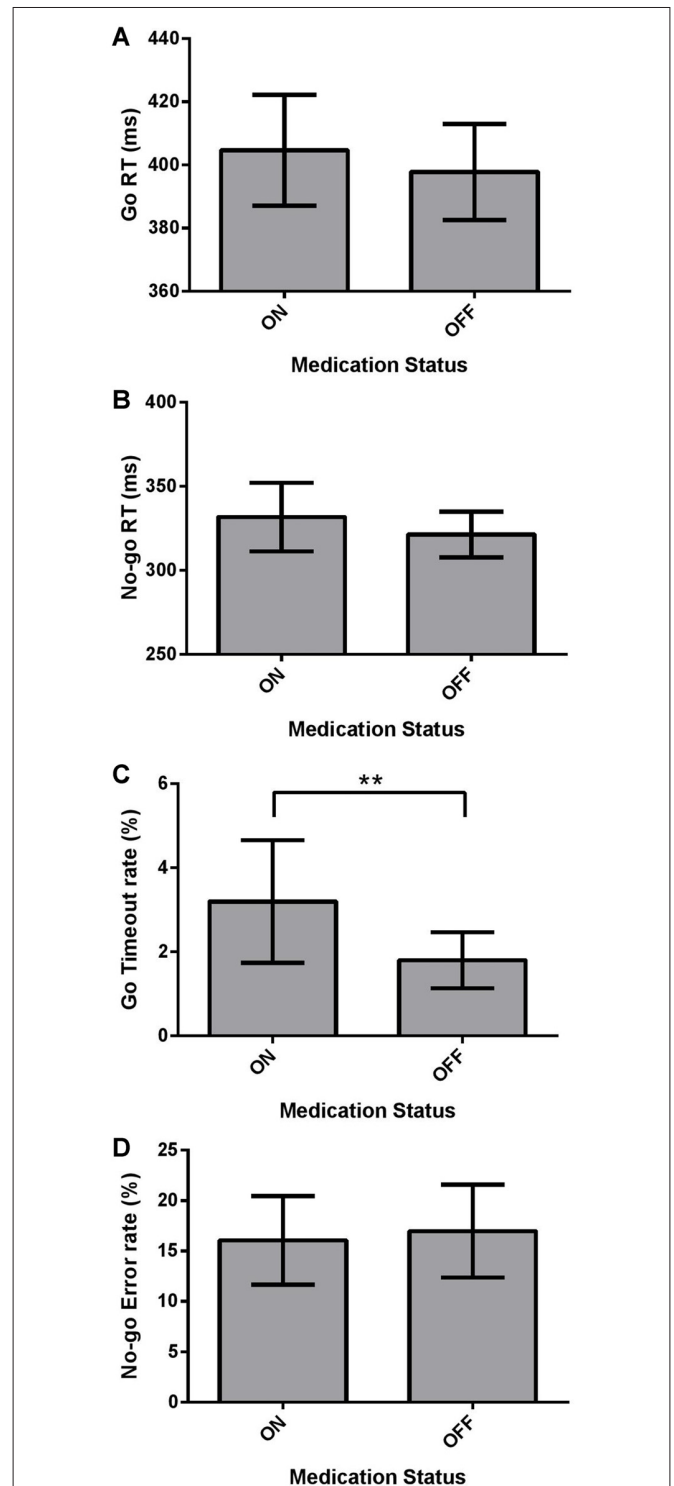 A
440
420
400
380
360
Go RT (ms)
ON
OFF
Medication Status
B
400
350
300
250
No-go RT (ms)
ON
OFF
Medication Status
C
6
4
2
0
Go Timeout rate (%)
**
ON
OFF
Medication Status
D
25
20
15
10
5
0
No-go Error rate (%)
ON
OFF
Medication Status